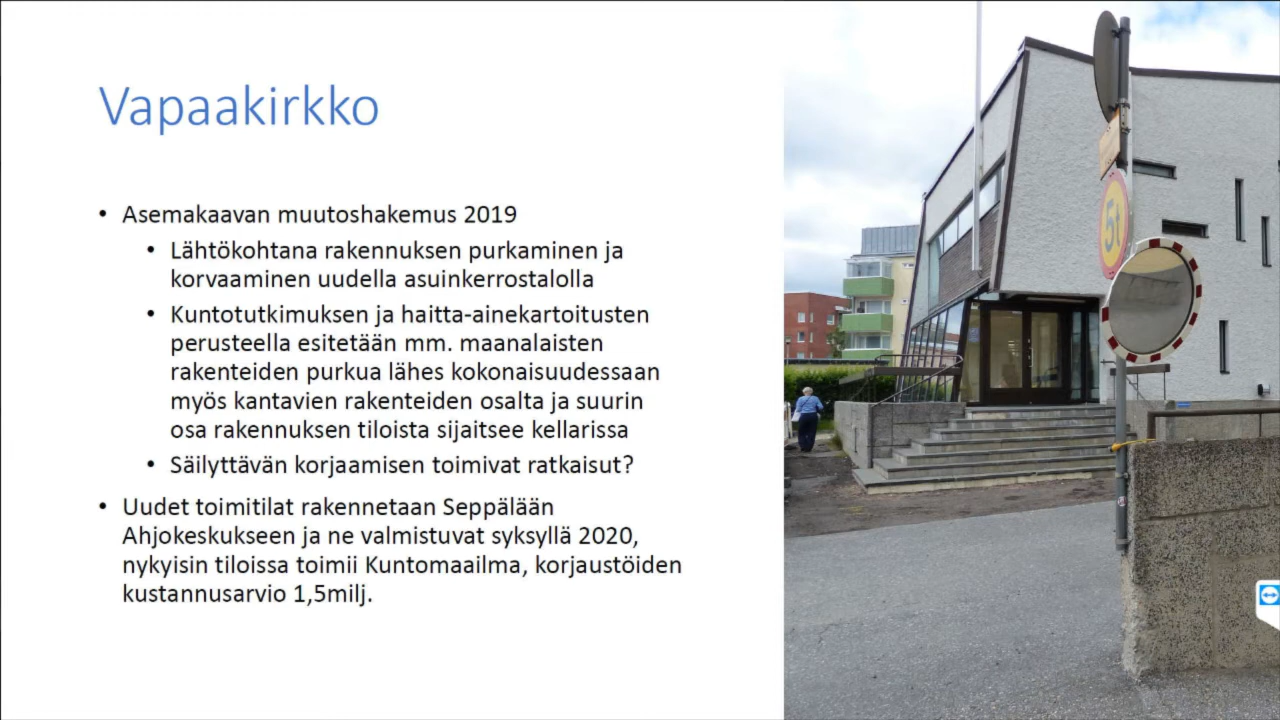 Vapaakirkko
• Asemakaavan muutoshakemus 2019
• Lähtökohtana rakennuksen purkaminen ja
korvaaminen uudella asuinkerrostalolla
• Kuntotutkimuksen ja haitta-ainekartoitusten
perusteella esitetään mm. maanalaisten
rakenteiden purkua lähes kokonaisuudessaan
myös kantavien rakenteiden osalta ja suurin
osa rakennuksen tiloista sijaitsee kellarissa
• Säilyttävän korjaamisen toimivat ratkaisut?
• Uudet toimitilat rakennetaan Seppälään
Ahjokeskukseen ja ne valmistuvat syksyllä 2020,
nykyisin tiloissa toimii Kuntomaailma, korjaustöiden
kustannusarvio 1,5milj.
5t